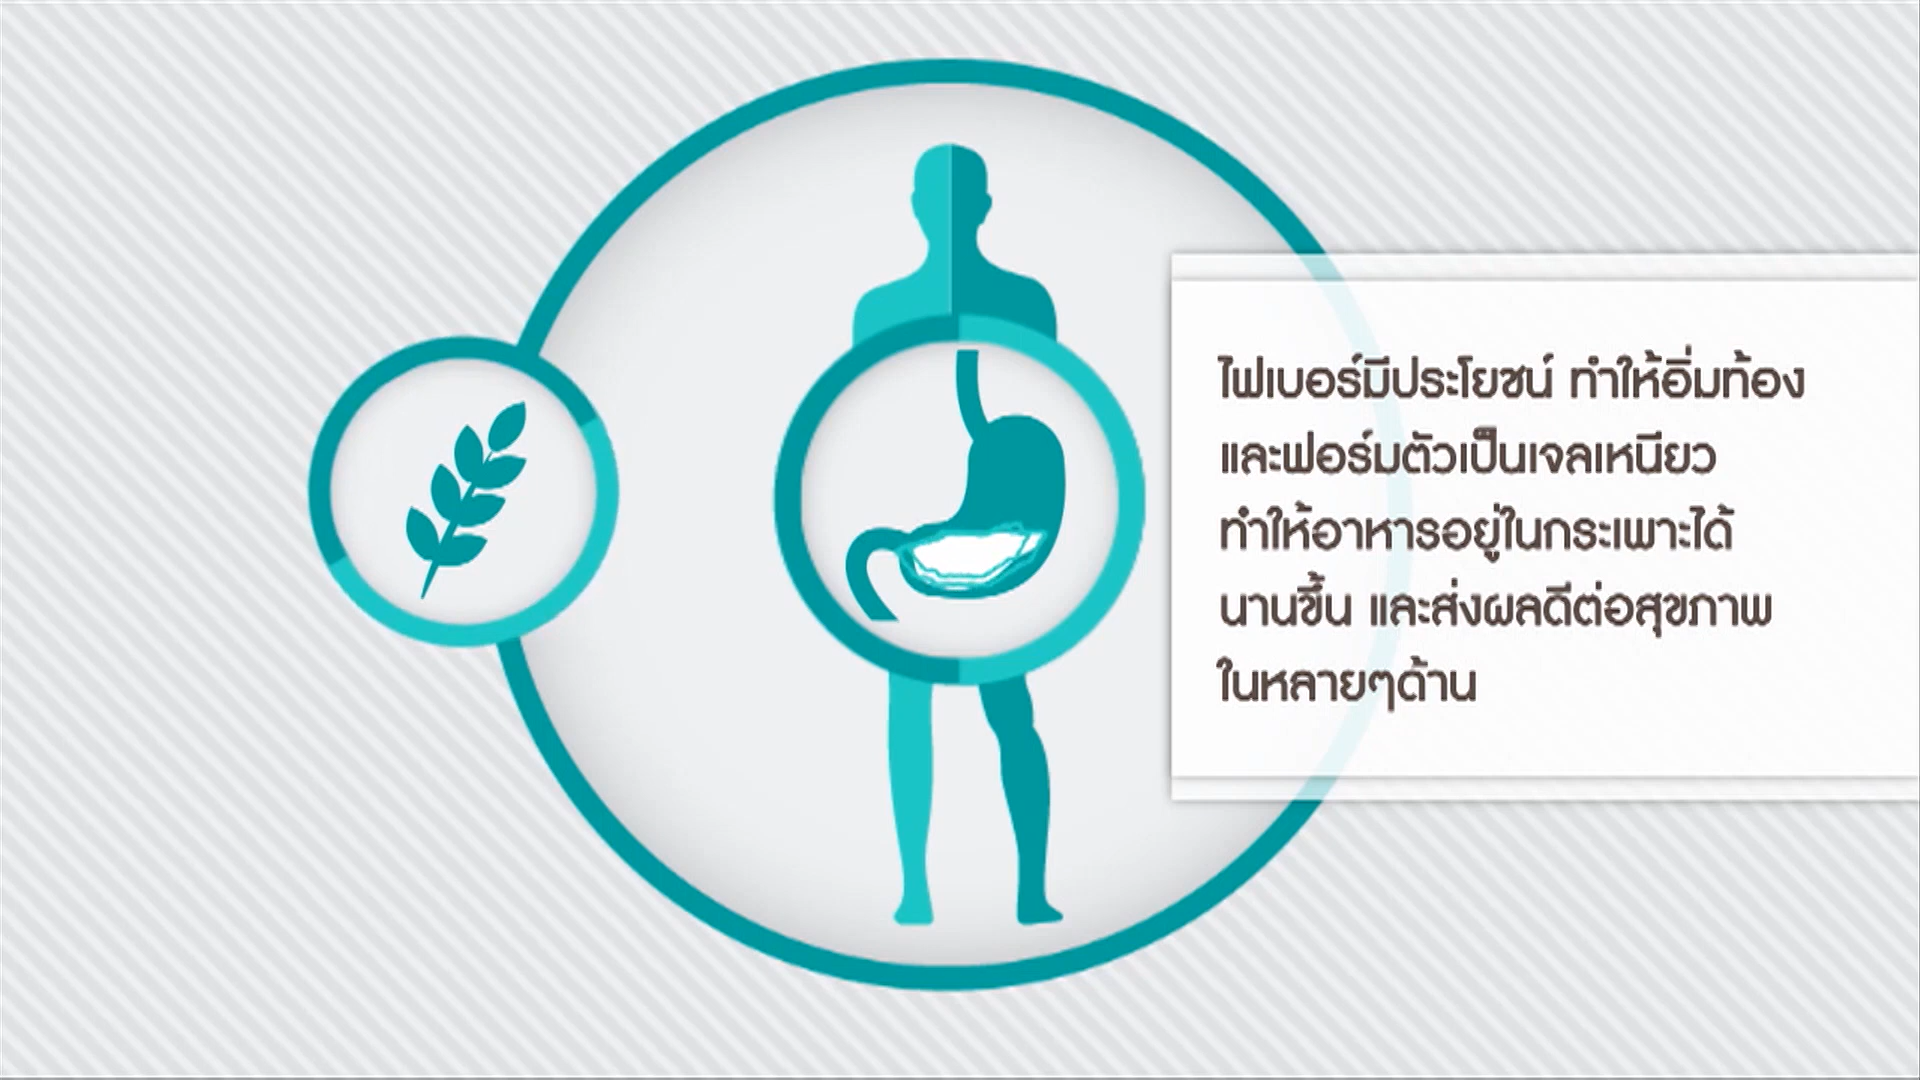 ไฟเบอร์มีประโยชน์ ทำให้อิ่มท้อง
และฟอร์มตัวเป็นเจลเหนียว
ทำให้อาหารอยู่ในกระเพาะได้
นานขึ้น และส่งผลดีต่อสุขภาพ
ในหลายๆด้าน